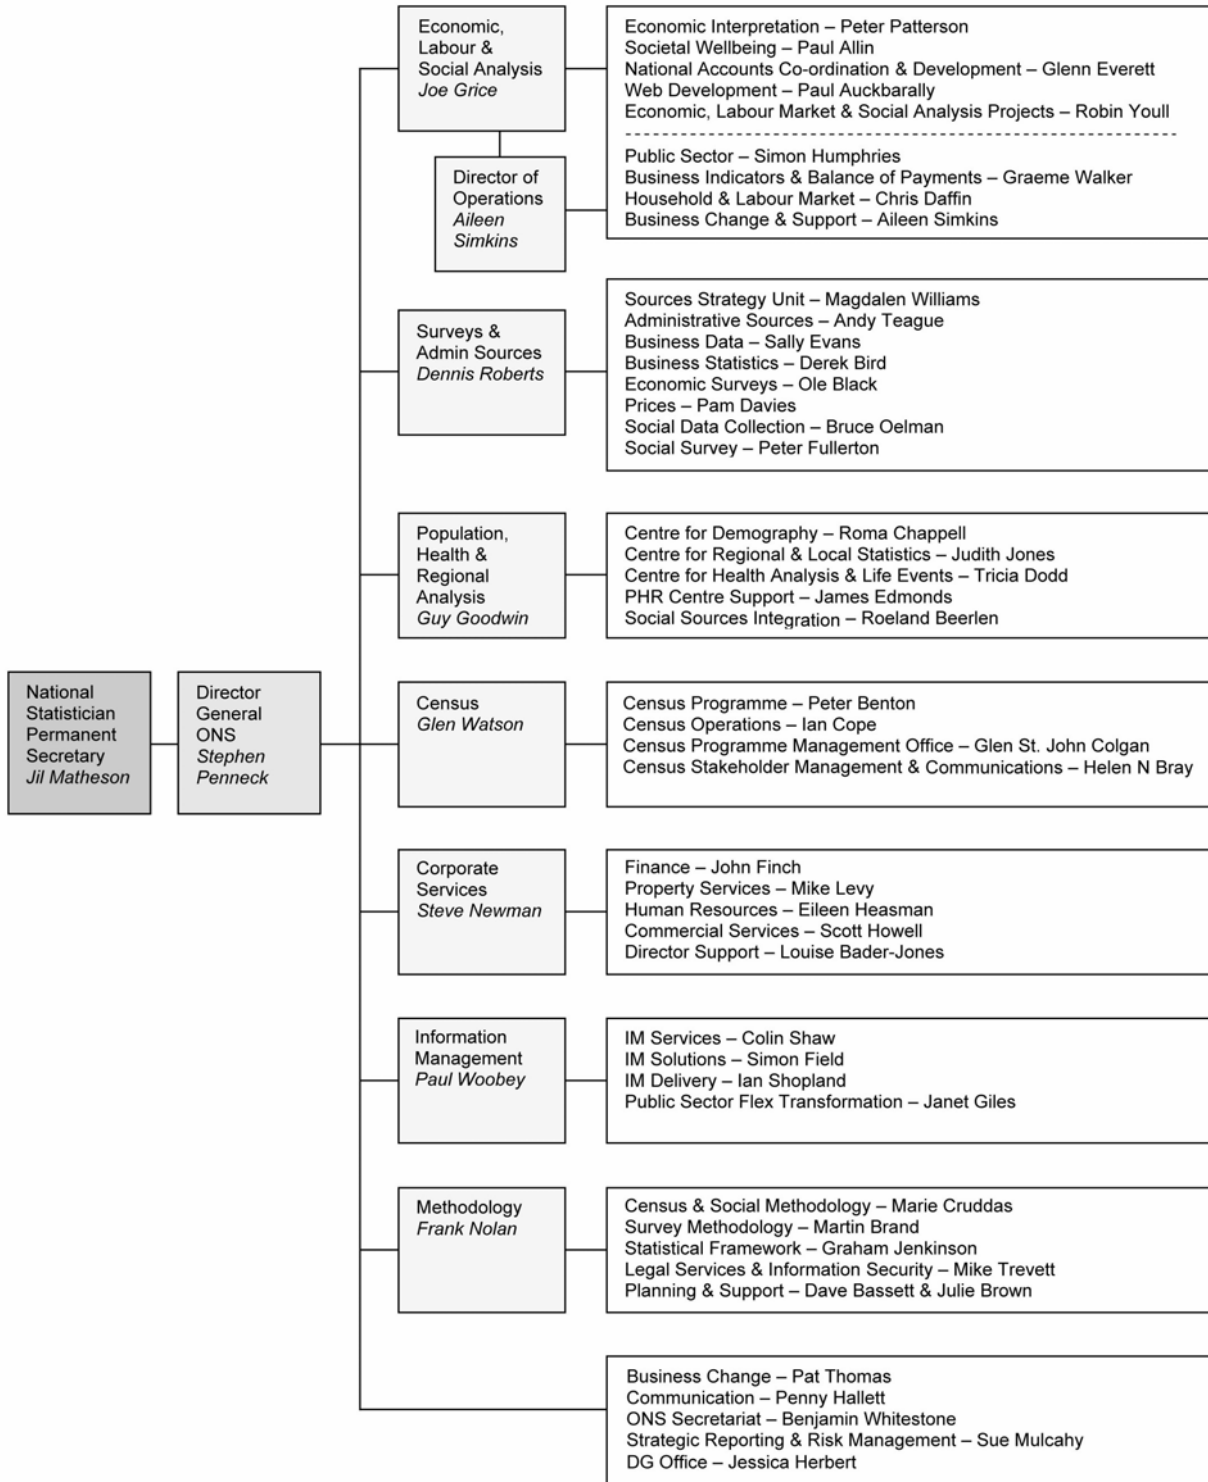 Economic,
Labour &
Social Analysis
Joe Grice
Economic Interpretation – Peter Patterson
Societal Wellbeing – Paul Allin
National Accounts Co-ordination & Development – Glenn Everett
Web Development – Paul Auckbarally
Economic, Labour Market & Social Analysis Projects – Robin Youll
Director of
Operations
Aileen
Simkins
Public Sector – Simon Humphries
Business Indicators & Balance of Payments – Graeme Walker
Household & Labour Market – Chris Daffin
Business Change & Support – Aileen Simkins
Surveys &
Admin Sources
Dennis Roberts
Sources Strategy Unit – Magdalen Williams
Administrative Sources – Andy Teague
Business Data – Sally Evans
Business Statistics – Derek Bird
Economic Surveys – Ole Black
Prices – Pam Davies
Social Data Collection – Bruce Oelman
Social Survey – Peter Fullerton
Population,
Health &
Regional
Analysis
Guy Goodwin
Centre for Demography – Roma Chappell
Centre for Regional & Local Statistics – Judith Jones
Centre for Health Analysis & Life Events – Tricia Dodd
PHR Centre Support – James Edmonds
Social Sources Integration – Roeland Beerlen
National
Statistician
Permanent
Secretary
Jil Matheson
Director
General
ONS
Stephen
Penneck
Census
Glen Watson
Census Programme – Peter Benton
Census Operations – Ian Cope
Census Programme Management Office – Glen St. John Colgan
Census Stakeholder Management & Communications – Helen N Bray
Corporate
Services
Steve Newman
Finance – John Finch
Property Services – Mike Levy
Human Resources – Eileen Heasman
Commercial Services – Scott Howell
Director Support – Louise Bader-Jones
Information
Management
Paul Woobey
IM Services – Colin Shaw
IM Solutions – Simon Field
IM Delivery – Ian Shopland
Public Sector Flex Transformation – Janet Giles
Methodology
Frank Nolan
Census & Social Methodology – Marie Cruddas
Survey Methodology – Martin Brand
Statistical Framework – Graham Jenkinson
Legal Services & Information Security – Mike Trevett
Planning & Support – Dave Bassett & Julie Brown
Business Change – Pat Thomas
Communication – Penny Hallett
ONS Secretariat – Benjamin Whitestone
Strategic Reporting & Risk Management – Sue Mulcahy
DG Office – Jessica Herbert